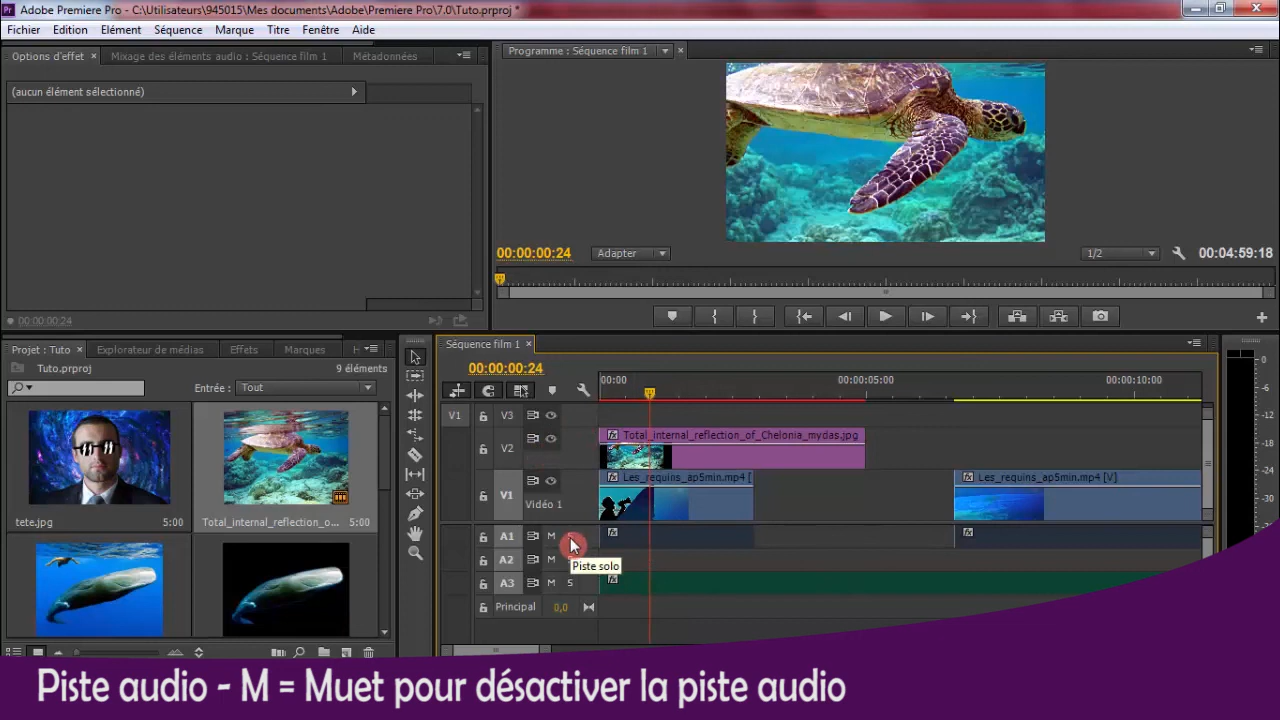 Adobe Premiere Pro - C:\Utilisateurs\945015\Mes documents\Adobe\Premiere Pro\7.0\Tuto.prproj *
Fichier Edition Elément Séquence Marque Titre Fenêtre Aide
Options d'effet × Mixage des éléments audio : Séquence film 1 Métadonnées
(aucun élément sélectionné)
00:00:00:24
Programme : Séquence film 1 ×
00:00:00:24 Adapter 1/2 00:04:59:18
Projet : Tuto × Explorateur de médias Effets Marques
Tuto.prproj 9 éléments
Entrée : Tout
tete.jpg 5:00
Total_internal_reflection_o... 5:00
Séquence film 1 ×
00:00:00:24
00:00 00:00:05:00 00:00:10:00
V1 V3
V2 Total_internal_reflection_of_Chelonia_mydas.jpg
V1 Les_requins_ap5min.mp4 [ Les_requins_ap5min.mp4 [V]
Vidéo 1
A1 M
A2 M
Piste solo
A3 M S
Principal 0,0
0
-6
-12
-18
-24
-30
Piste audio - M = Muet pour désactiver la piste audio